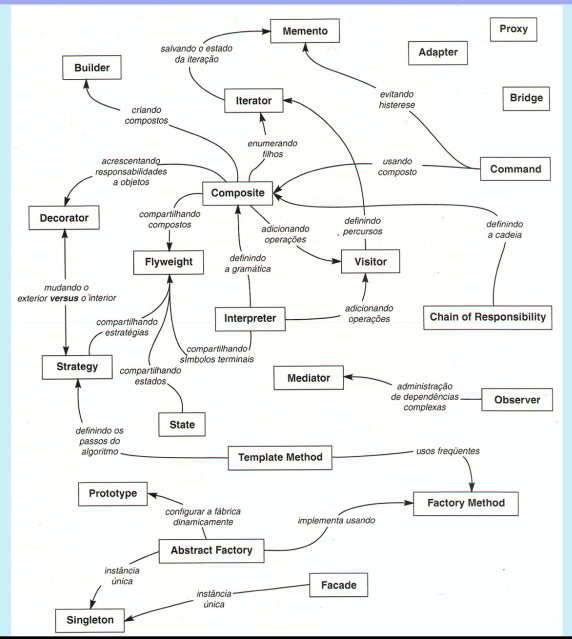 Memento
Proxy
Adapter
salvando o estado
da iteração
Builder
Iterator
evitando
histerese
Bridge
criando
compostos
enumerando
filhos
acrescentando
responsabilidades
a objetos
usando
composto
Command
Composite
Decorator
compartilhando
compostos
adicionando
operações
definindo
percursos
definindo
a cadeia
Flyweight
definindo
a gramática
Visitor
mudando o
exterior versus o interior
compartilhando
estratégias
Interpreter
adicionando
operações
Chain of Responsibility
compartilhando
símbolos terminais
Strategy
compartilhando
estados
Mediator
administração
de dependências
complexas
Observer
State
definindo os
passos do
algoritmo
Template Method
usos freqüentes
Prototype
configurar a fábrica
dinamicamente
implementa usando
Factory Method
Abstract Factory
instância
única
Facade
instância
única
Singleton